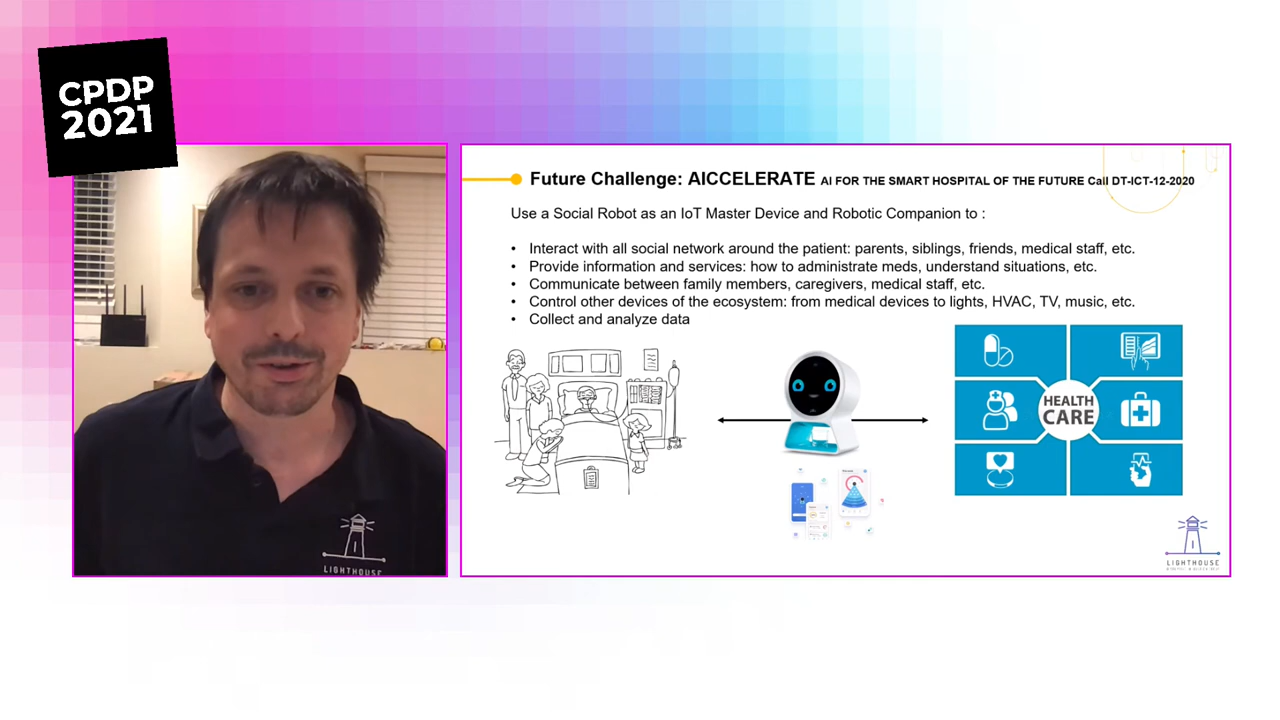 CPDP
2021
LIGHTHOUSE
Future Challenge: AICCELERATE AI FOR THE SMART HOSPITAL OF THE FUTURE Call DT-ICT-12-2020
Use a Social Robot as an IoT Master Device and Robotic Companion to :
• Interact with all social network around the patient: parents, siblings, friends, medical staff, etc.
• Provide information and services: how to administrate meds, understand situations, etc.
• Communicate between family members, caregivers, medical staff, etc.
• Control other devices of the ecosystem: from medical devices to lights, HVAC, TV, music, etc.
• Collect and analyze data
HEALTH
CARE
LIGHTHOUSE